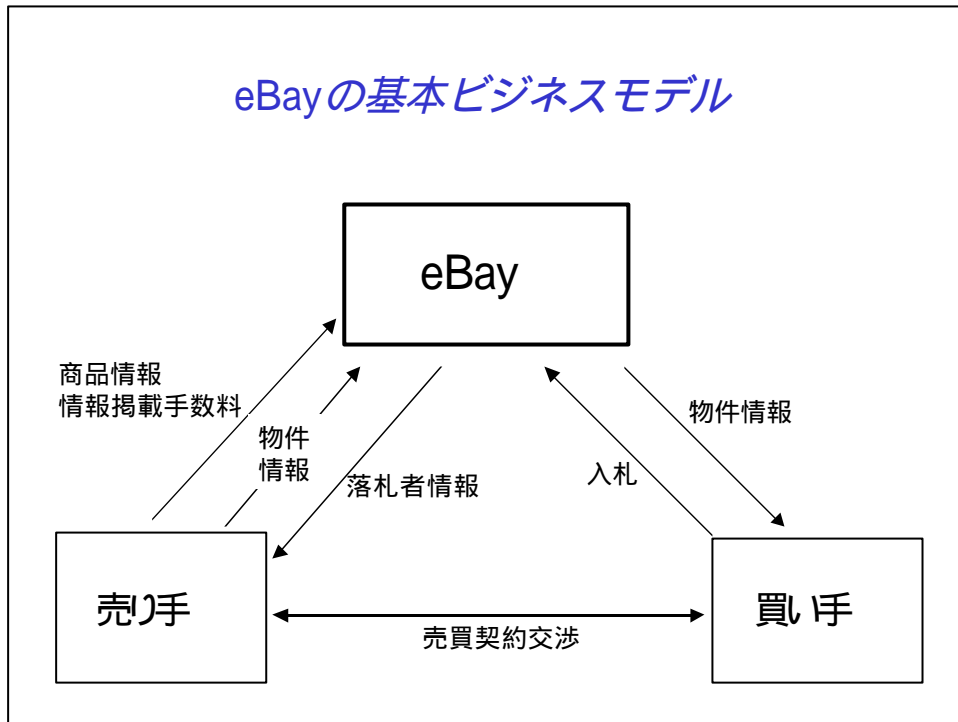 eBayの基本ビジネスモデル
eBay
商品情報
情報掲載手数料
物件
情報
落札者情報
入札
物件情報
売り手
売買契約交渉
買い手